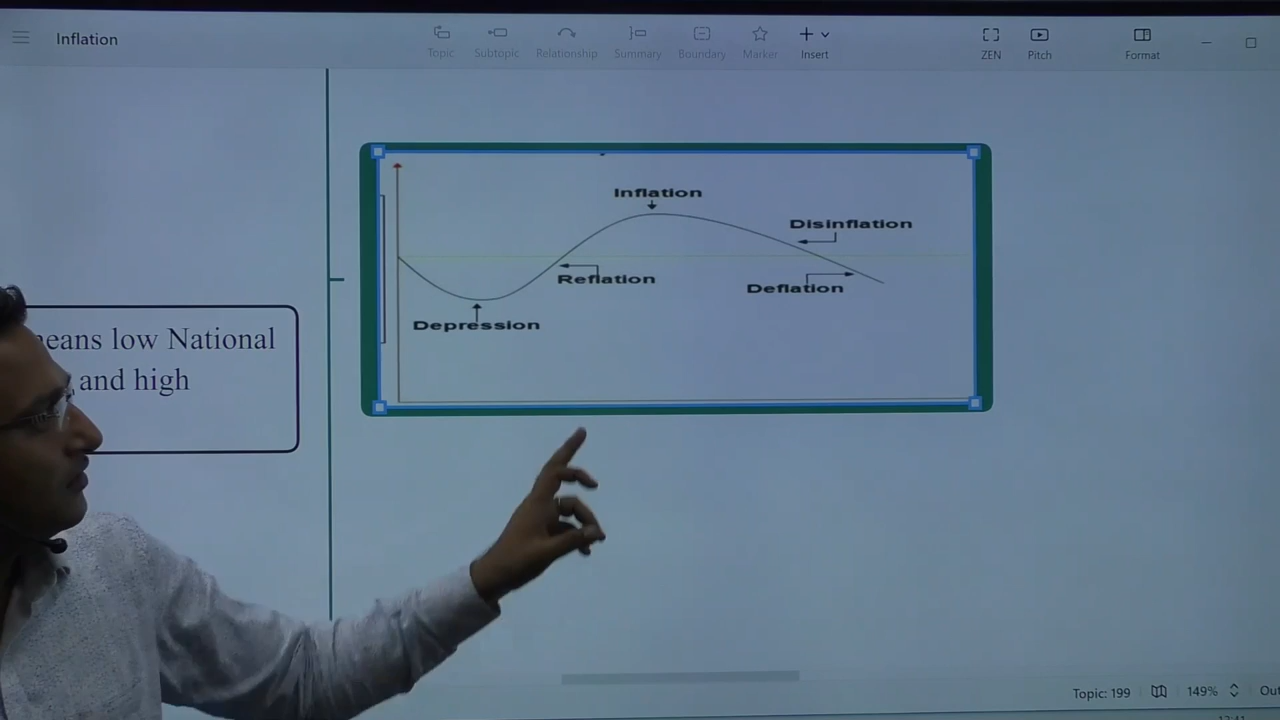 Inflation
Topic
Subtopic
Relationship
Summary
Boundary
Marker
Insert
ZEN
Pitch
Format
Inflation
Disinflation
Reflation
Deflation
Depression
means low National
and high
Topic: 199
149%